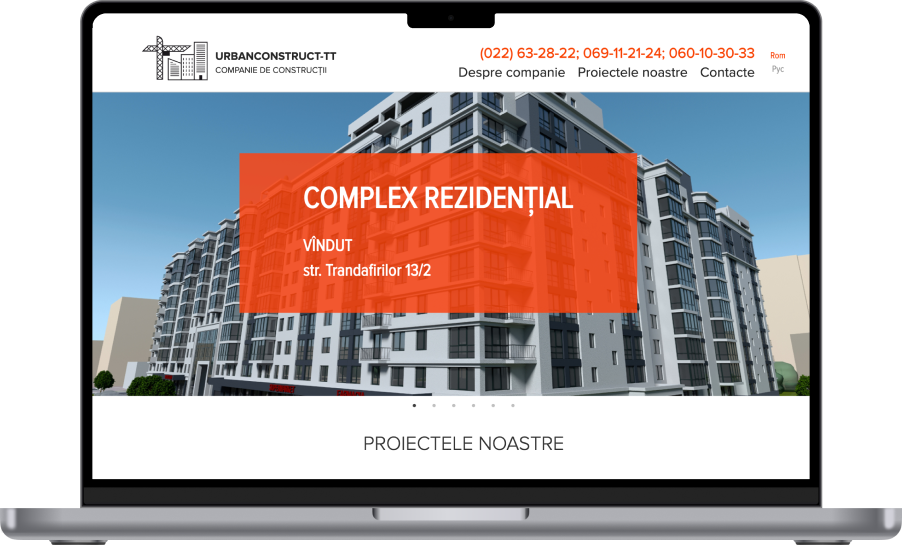 URBANCONSTRUCT-TT
COMPANIE DE CONSTRUCȚII
(022) 63-28-22; 069-11-21-24; 060-10-30-33
Despre companie Proiectele noastre Contacte
Rom
Рус
COMPLEX REZIDENȚIAL
VÎNDUT
str. Trandafirilor 13/2
PROIECTELE NOASTRE